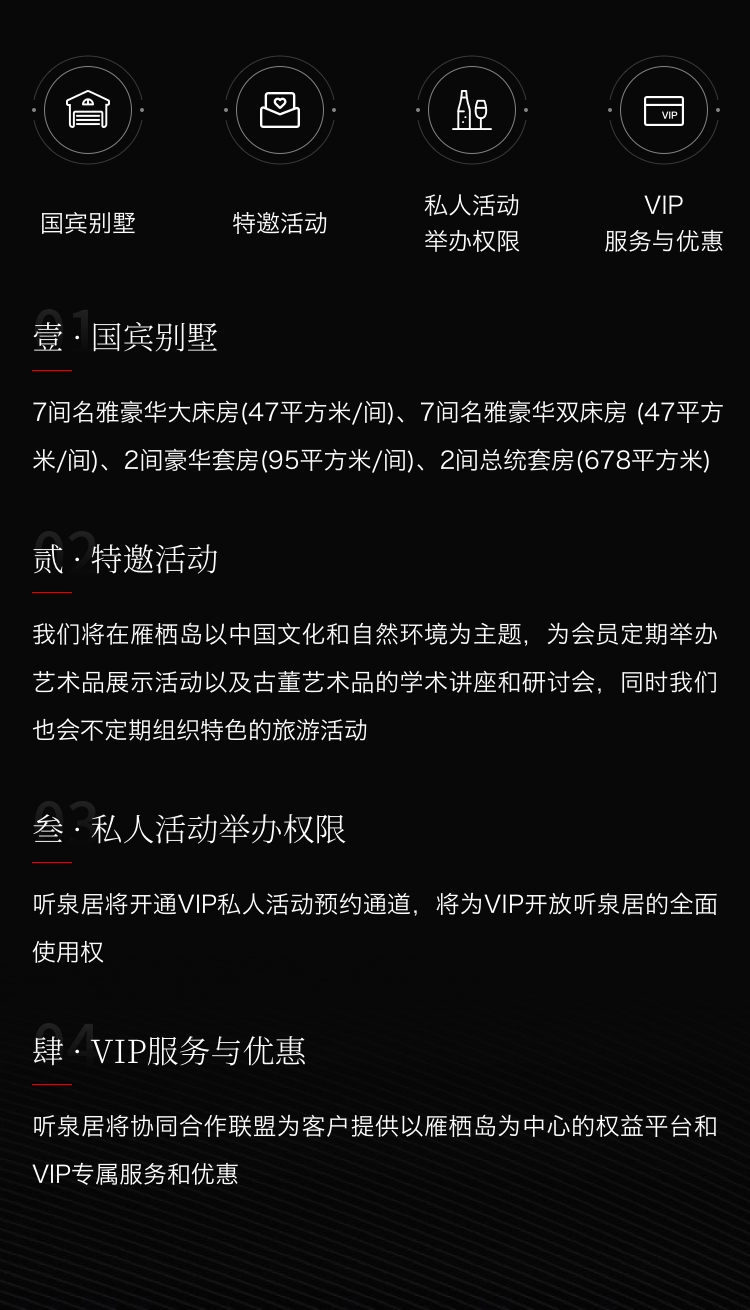 VIP
国宾别墅
特邀活动
私人活动
举办权限
VIP
服务与优惠
01
壹 · 国宾别墅
7间名雅豪华大床房(47平方米/间)、7间名雅豪华双床房 (47平方
米/间)、2间豪华套房(95平方米/间)、2间总统套房(678平方米)
02
贰 · 特邀活动
我们将在雁栖岛以中国文化和自然环境为主题，为会员定期举办
艺术品展示活动以及古董艺术品的学术讲座和研讨会，同时我们
也会不定期组织特色的旅游活动
03
叁 · 私人活动举办权限
听泉居将开通VIP私人活动预约通道，将为VIP开放听泉居的全面
使用权
04
肆 · VIP服务与优惠
听泉居将协同合作联盟为客户提供以雁栖岛为中心的权益平台和
VIP专属服务和优惠